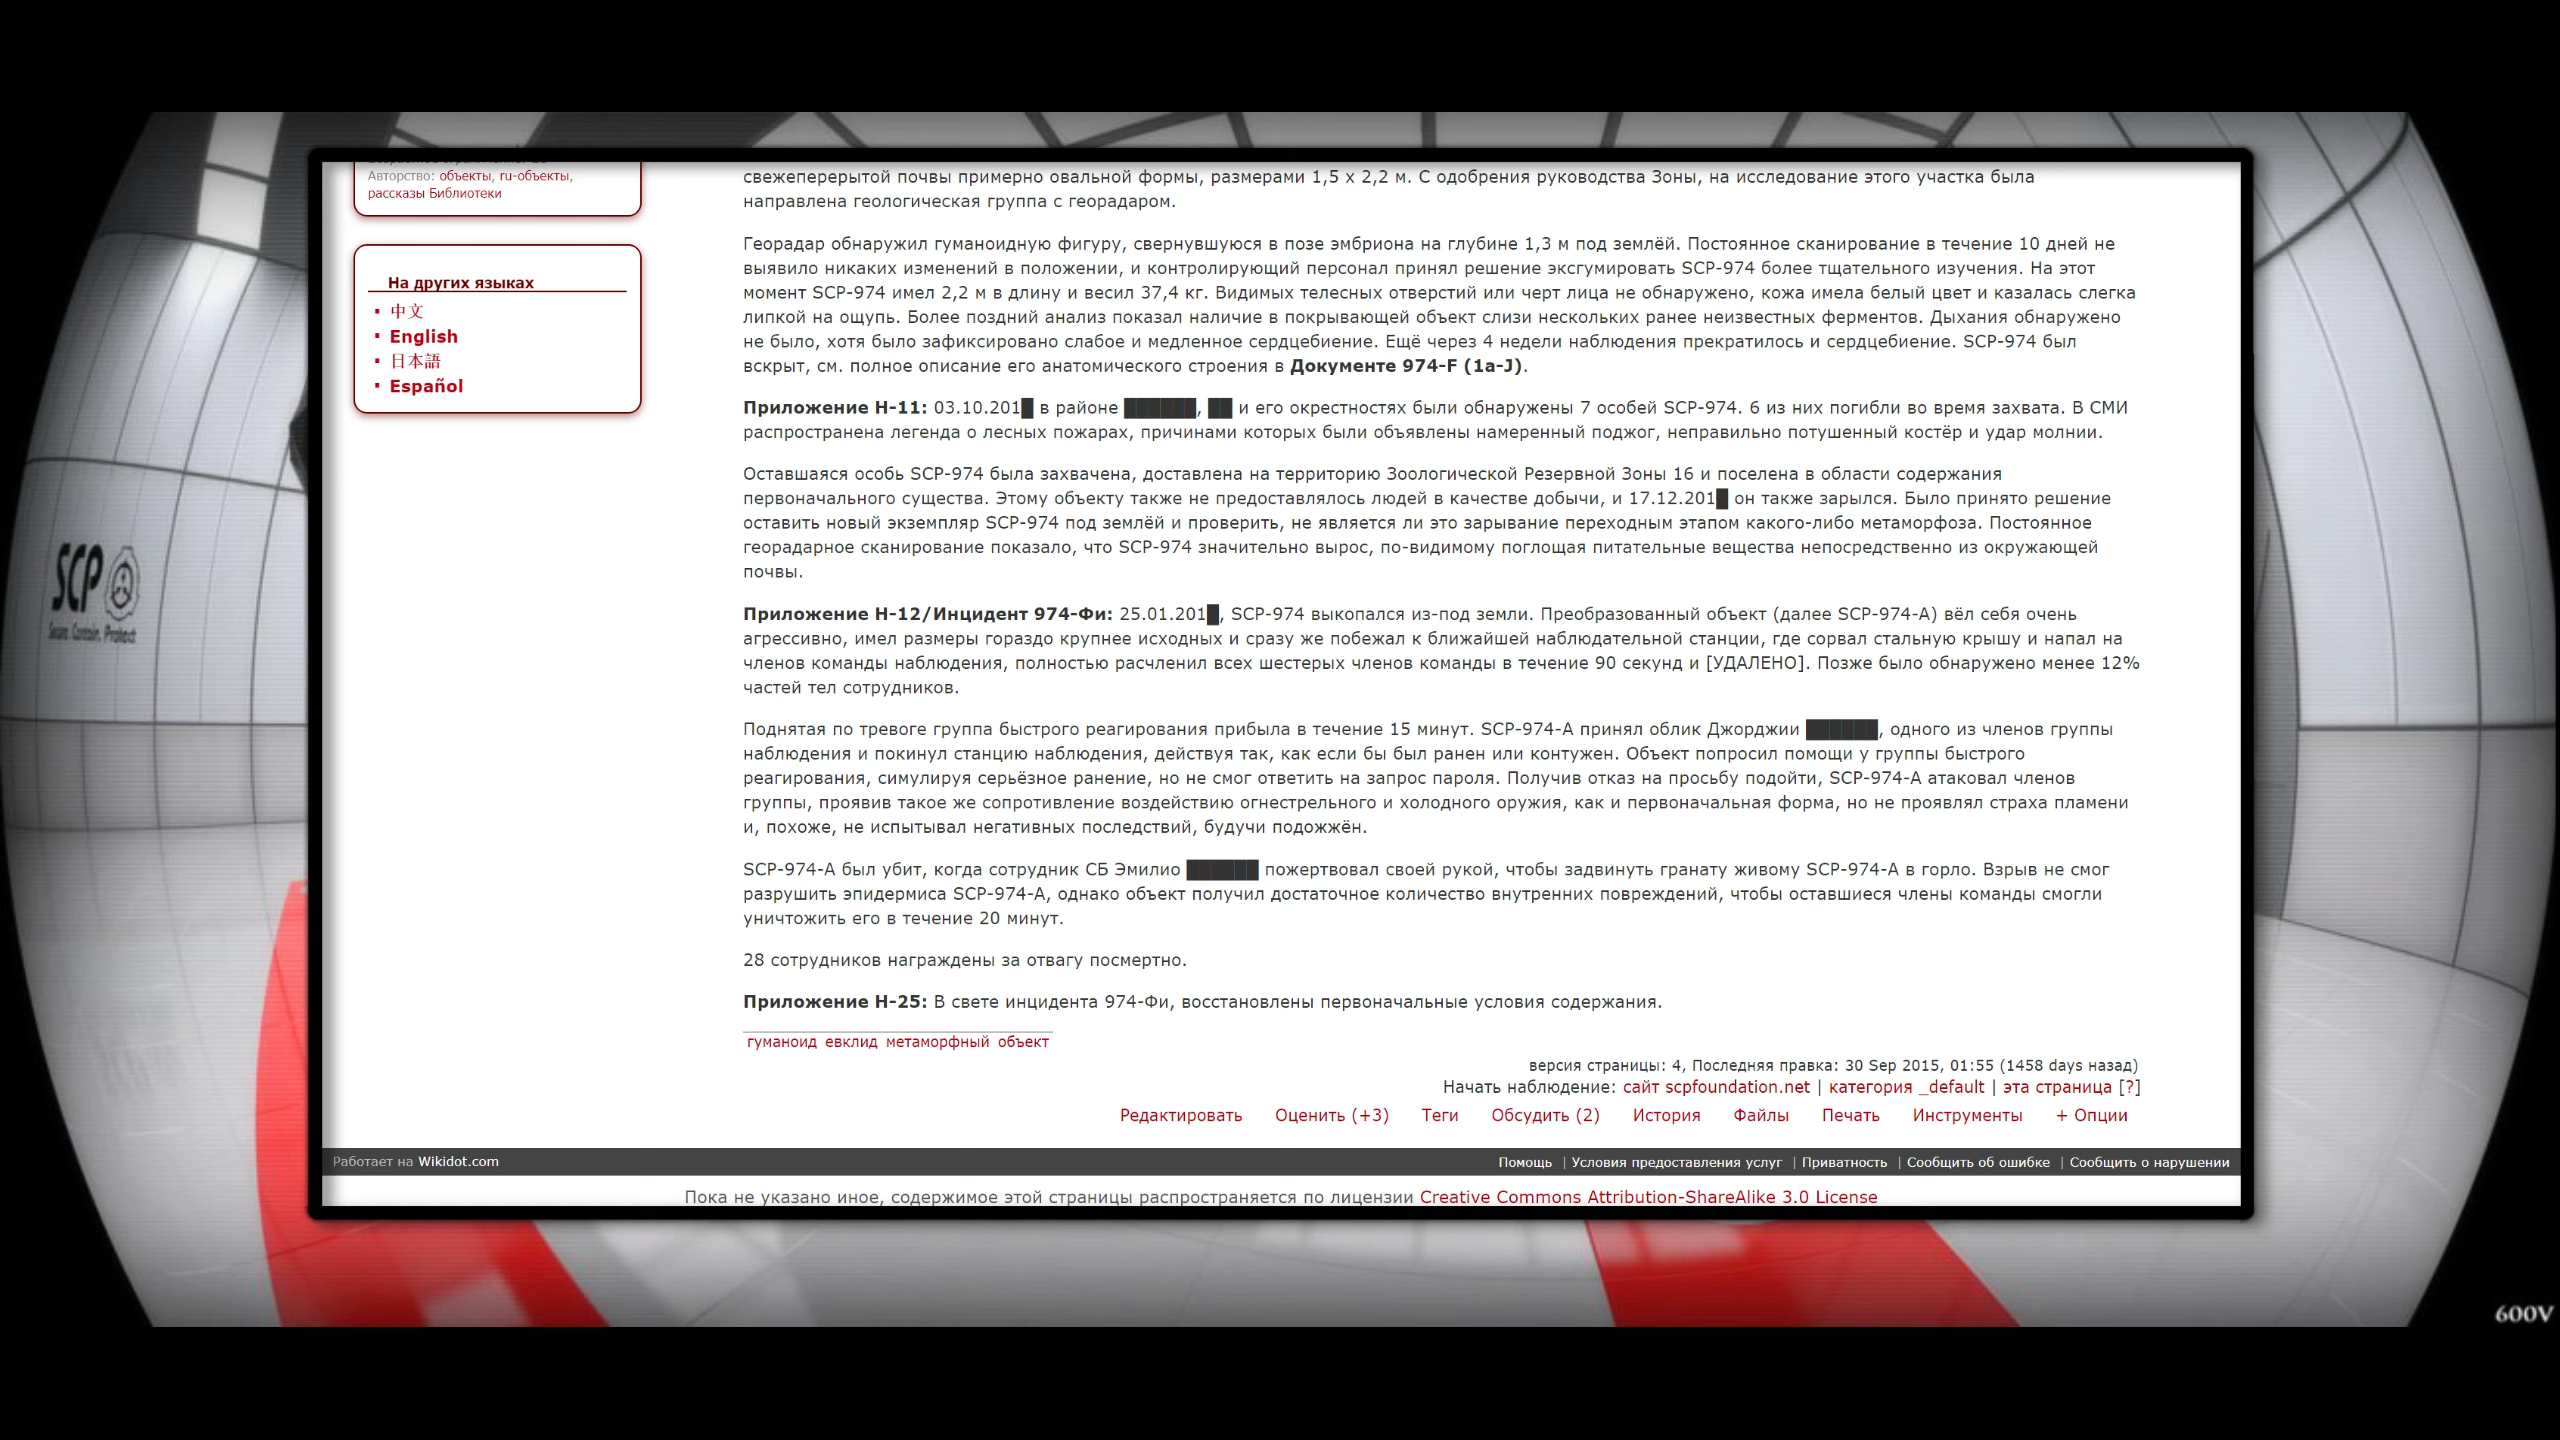 Авторство: объекты, ru-объекты,
рассказы Библиотеки
На других языках
中文
English
日本語
Español
свежеперерытой почвы примерно овальной формы, размерами 1,5 x 2,2 м. С одобрения руководства Зоны, на исследование этого участка была
направлена геологическая группа с георадаром.
Георадар обнаружил гуманоидную фигуру, свернувшуюся в позе эмбриона на глубине 1,3 м под землёй. Постоянное сканирование в течение 10 дней не
выявило никаких изменений в положении, и контролирующий персонал принял решение эксгумировать SCP-974 более тщательного изучения. На этот
момент SCP-974 имел 2,2 м в длину и весил 37,4 кг. Видимых телесных отверстий или черт лица не обнаружено, кожа имела белый цвет и казалась слегка
липкой на ощупь. Более поздний анализ показал наличие в покрывающей объект слизи нескольких ранее неизвестных ферментов. Дыхания обнаружено
не было, хотя было зафиксировано слабое и медленное сердцебиение. Ещё через 4 недели наблюдения прекратилось и сердцебиение. SCP-974 был
вскрыт, см. полное описание его анатомического строения в Документе 974-F (1a-J).
Приложение H-11: 03.10.201█ в районе ██████, ██ и его окрестностях были обнаружены 7 особей SCP-974. 6 из них погибли во время захвата. В СМИ
распространена легенда о лесных пожарах, причинами которых были объявлены намеренный поджог, неправильно потушенный костёр и удар молнии.
Оставшаяся особь SCP-974 была захвачена, доставлена на территорию Зоологической Резервной Зоны 16 и поселена в области содержания
первоначального существа. Этому объекту также не предоставлялось людей в качестве добычи, и 17.12.201█ он также зарылся. Было принято решение
оставить новый экземпляр SCP-974 под землёй и проверить, не является ли это зарывание переходным этапом какого-либо метаморфоза. Постоянное
георадарное сканирование показало, что SCP-974 значительно вырос, по-видимому поглощая питательные вещества непосредственно из окружающей
почвы.
Приложение H-12/Инцидент 974-Фи: 25.01.201█, SCP-974 выкопался из-под земли. Преобразованный объект (далее SCP-974-A) вёл себя очень
агрессивно, имел размеры гораздо крупнее исходных и сразу же побежал к ближайшей наблюдательной станции, где сорвал стальную крышу и напал на
членов команды наблюдения, полностью расчленил всех шестерых членов команды в течение 90 секунд и [УДАЛЕНО]. Позже было обнаружено менее 12%
частей тел сотрудников.
Поднятая по тревоге группа быстрого реагирования прибыла в течение 15 минут. SCP-974-A принял облик Джорджии ██████, одного из членов группы
наблюдения и покинул станцию наблюдения, действуя так, как если бы был ранен или контужен. Объект попросил помощи у группы быстрого
реагирования, симулируя серьёзное ранение, но не смог ответить на запрос пароля. Получив отказ на просьбу подойти, SCP-974-A атаковал членов
группы, проявив такое же сопротивление воздействию огнестрельного и холодного оружия, как и первоначальная форма, но не проявлял страха пламени
и, похоже, не испытывал негативных последствий, будучи подожжён.
SCP-974-A был убит, когда сотрудник СБ Эмилио ██████ пожертвовал своей рукой, чтобы задвинуть гранату живому SCP-974-A в горло. Взрыв не смог
разрушить эпидермиса SCP-974-A, однако объект получил достаточное количество внутренних повреждений, чтобы оставшиеся члены команды смогли
уничтожить его в течение 20 минут.
28 сотрудников награждены за отвагу посмертно.
Приложение H-25: В свете инцидента 974-Фи, восстановлены первоначальные условия содержания.
гуманоид евклид метаморфный объект
версия страницы: 4, Последняя правка: 30 Sep 2015, 01:55 (1458 days назад)
Начать наблюдение: сайт scpfoundation.net | категория _default | эта страница [?]
Редактировать Оценить (+3) Теги Обсудить (2) История Файлы Печать Инструменты + Опции
Работает на Wikidot.com
Помощь | Условия предоставления услуг | Приватность | Сообщить об ошибке | Сообщить о нарушении
Пока не указано иное, содержимое этой страницы распространяется по лицензии Creative Commons Attribution-ShareAlike 3.0 License
SCP
Secure. Contain. Protect
600V